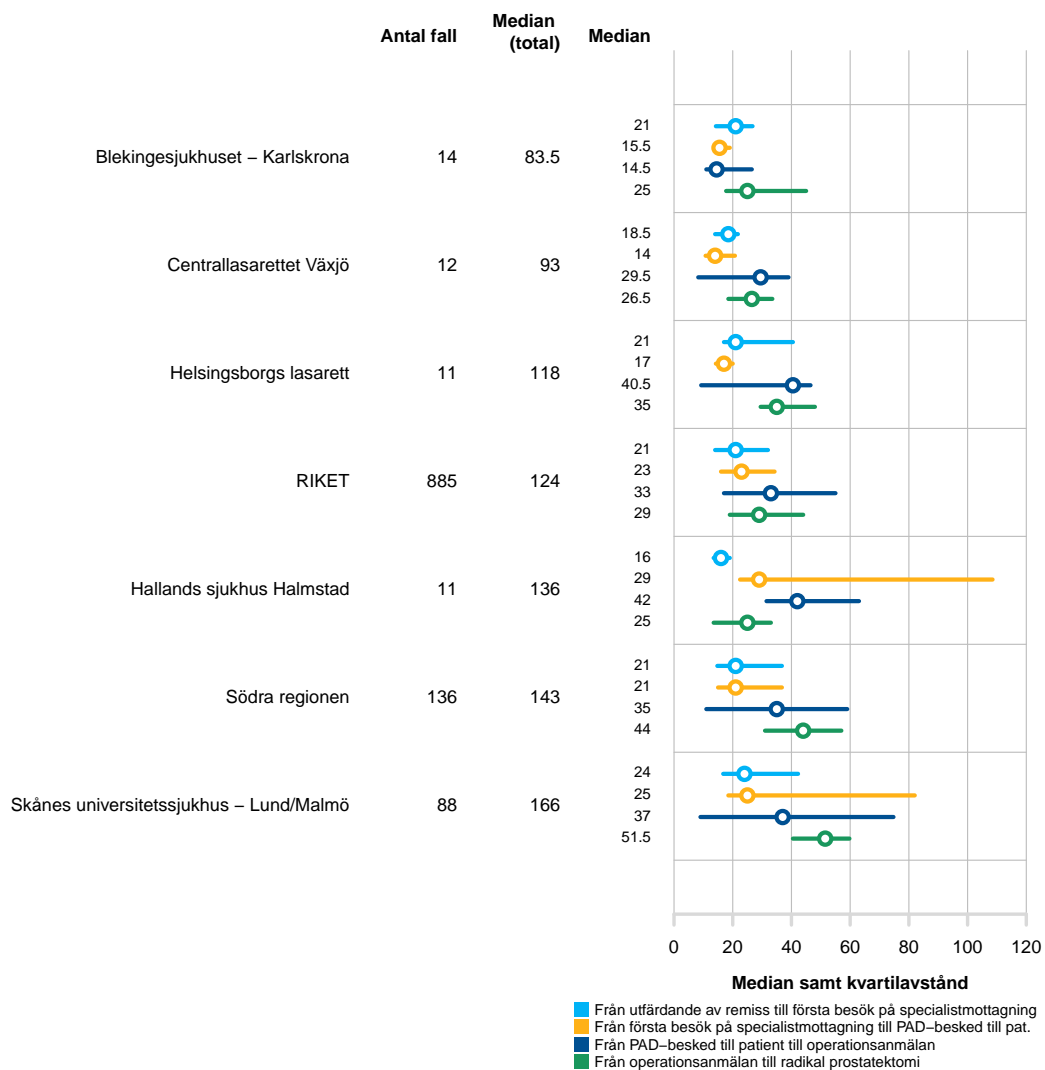 Antal fall Median (total) Median
21
15.5
Blekingesjukhuset – Karlskrona 14 83.5
14.5
25
18.5
14
Centrallasarettet Växjö 12 93
29.5
26.5
21
17
Helsingborgs lasarett 11 118
40.5
35
21
23
RIKET 885 124
33
29
16
29
Hallands sjukhus Halmstad 11 136
42
25
21
21
Södra regionen 136 143
35
44
24
25
Skånes universitetssjukhus – Lund/Malmö 88 166
37
51.5
0 20 40 60 80 100 120
Median samt kvartilavstånd
Från utfärdande av remiss till första besök på specialistmottagning
Från första besök på specialistmottagning till PAD–besked till pat.
Från PAD–besked till patient till operationsanmälan
Från operationsanmälan till radikal prostatektomi